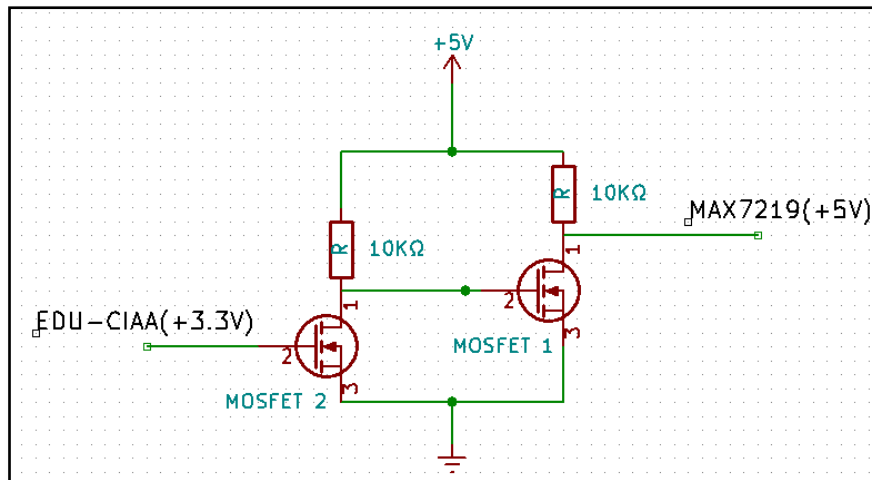 +5V
R
10KΩ
MAX7219(+5V)
R
10KΩ
1
1
2
EDU-CIAA(+3.3V)
2
3
MOSFET 1
3
MOSFET 2